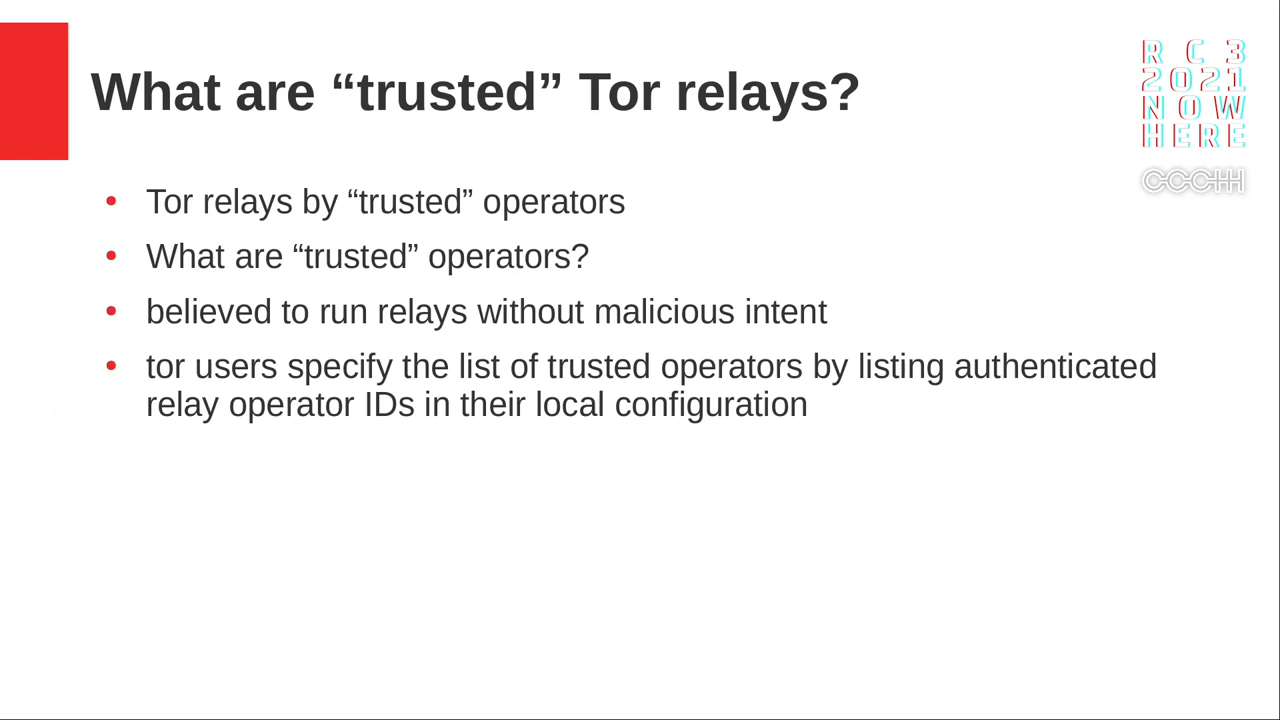 What are “trusted” Tor relays?
R C 3
2021
NOW
HERE
CCCHH
• Tor relays by “trusted” operators
• What are “trusted” operators?
• believed to run relays without malicious intent
• tor users specify the list of trusted operators by listing authenticated
relay operator IDs in their local configuration